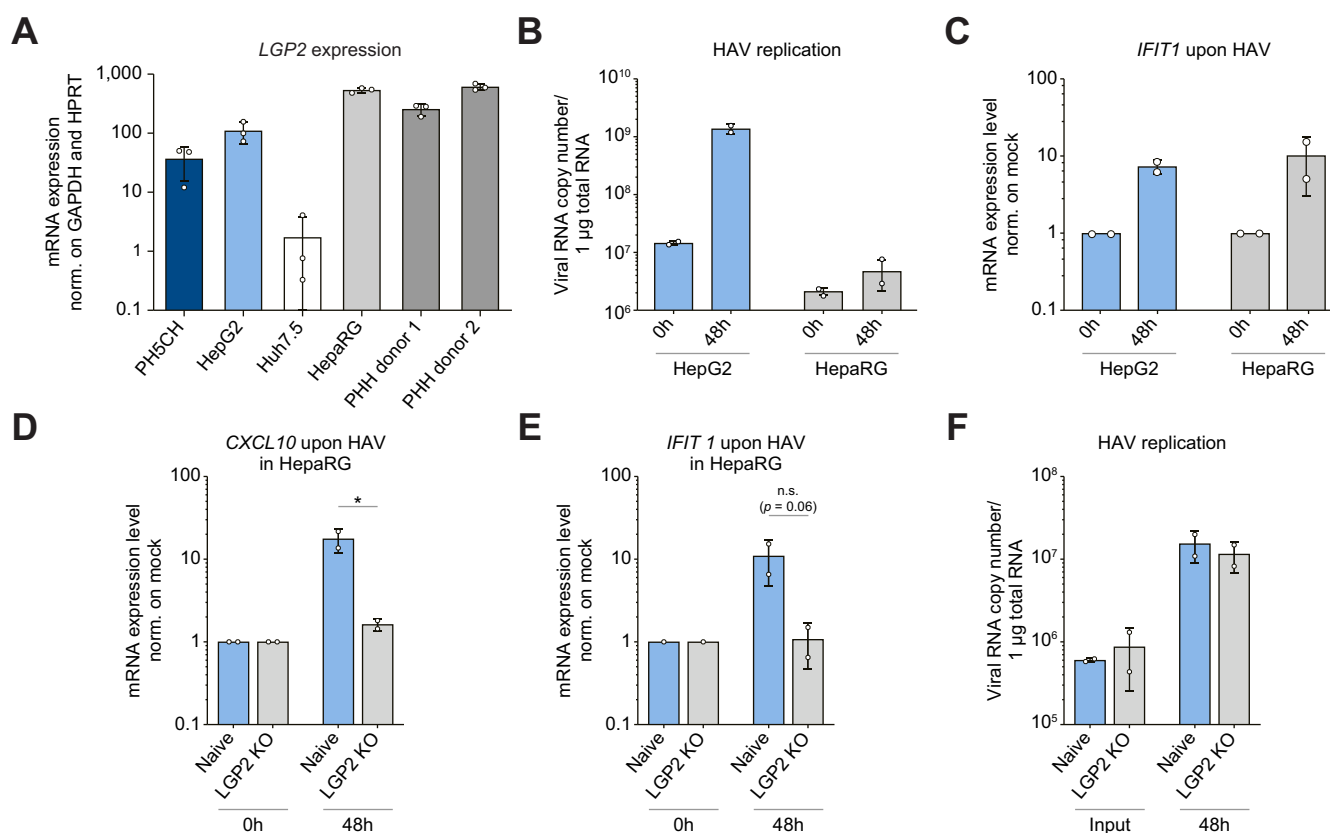 A
LGP2 expression
mRNA expression
norm. on GAPDH and HPRT
1,000
100
10
1
0.1
PH5CH
HepG2
Huh7.5
HepaRG
PHH donor 1
PHH donor 2
B
HAV replication
Viral RNA copy number/
1 µg total RNA
10¹⁰
10⁹
10⁸
10⁷
10⁶
0h
48h
0h
48h
HepG2
HepaRG
C
IFIT1 upon HAV
mRNA expression level
norm. on mock
100
10
1
0.1
0h
48h
0h
48h
HepG2
HepaRG
D
CXCL10 upon HAV
in HepaRG
mRNA expression level
norm. on mock
100
10
1
0.1
*
Naive
LGP2 KO
Naive
LGP2 KO
0h
48h
E
IFIT 1 upon HAV
in HepaRG
mRNA expression level
norm. on mock
100
10
1
0.1
n.s.
(p = 0.06)
Naive
LGP2 KO
Naive
LGP2 KO
0h
48h
F
HAV replication
Viral RNA copy number/
1 µg total RNA
10⁸
10⁷
10⁶
10⁵
Naive
LGP2 KO
Naive
LGP2 KO
Input
48h